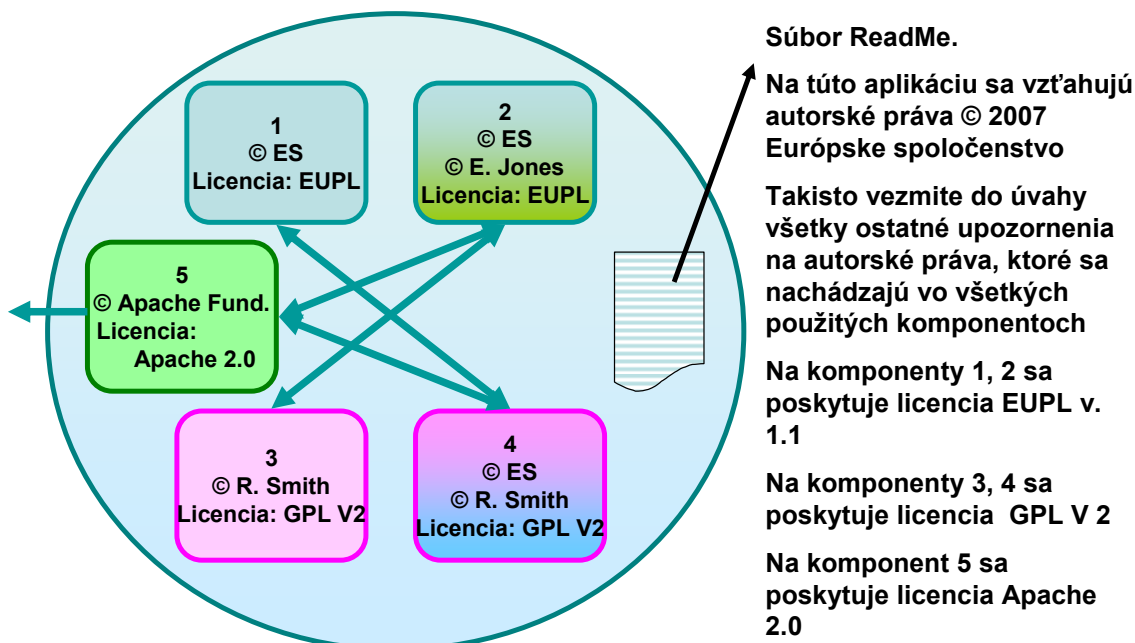 1
© ES
Licencia: EUPL
2
© ES
© E. Jones
Licencia: EUPL
5
© Apache Fund.
Licencia:
Apache 2.0
3
© R. Smith
Licencia: GPL V2
4
© ES
© R. Smith
Licencia: GPL V2
Súbor ReadMe.
Na túto aplikáciu sa vzťahujú
autorské práva © 2007
Európske spoločenstvo
Takisto vezmite do úvahy
všetky ostatné upozornenia
na autorské práva, ktoré sa
nachádzajú vo všetkých
použitých komponentoch
Na komponenty 1, 2 sa
poskytuje licencia EUPL v.
1.1
Na komponenty 3, 4 sa
poskytuje licencia GPL V 2
Na komponent 5 sa
poskytuje licencia Apache
2.0